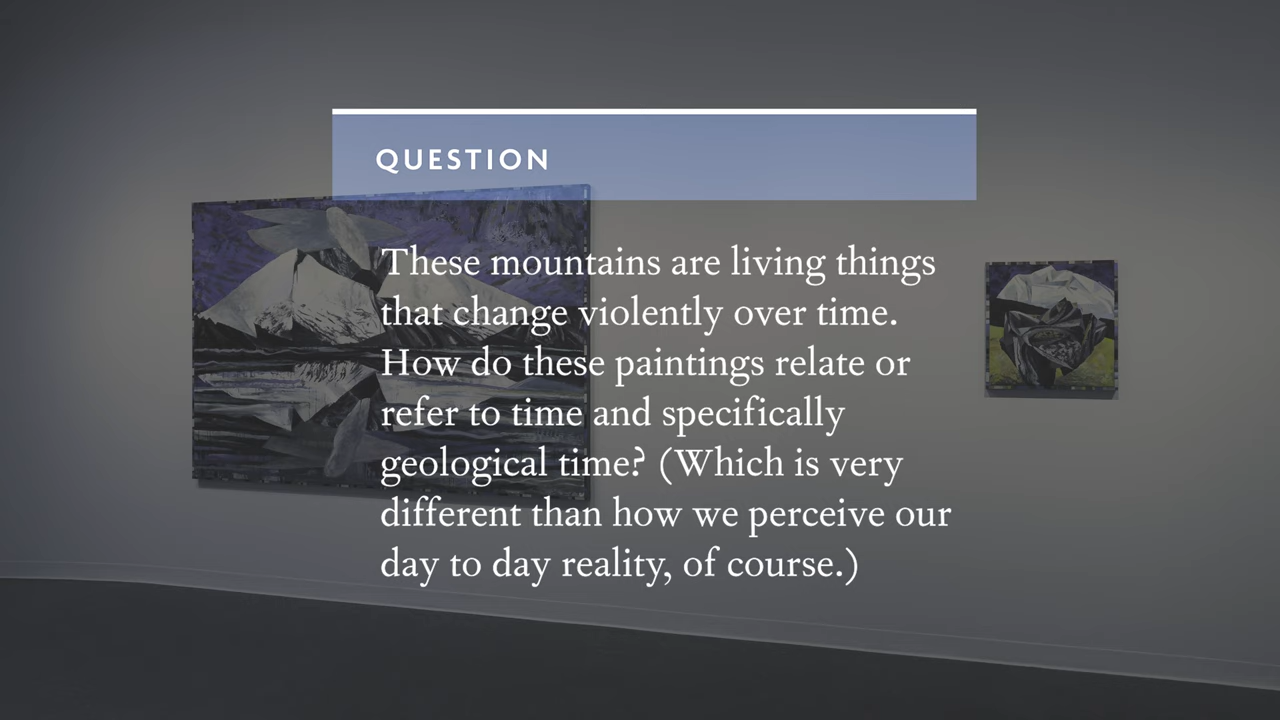 QUESTION
These mountains are living things
that change violently over time.
How do these paintings relate or
refer to time and specifically
geological time? (Which is very
different than how we perceive our
day to day reality, of course.)